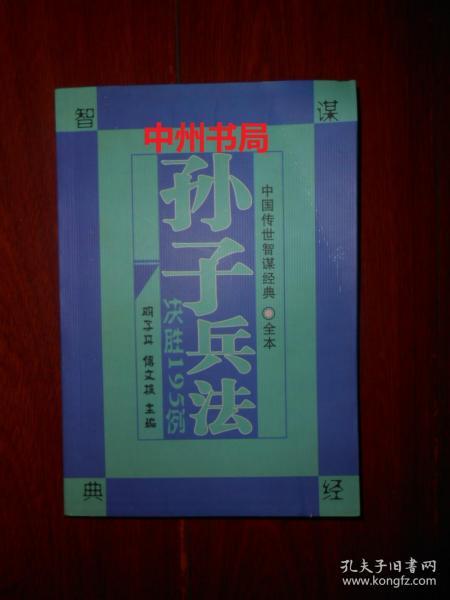 智 谋
中州书局
孙子兵法
决胜195例
中国传世智谋经典 全本
主编
典 经
孔夫子旧书网
www.kongfz.com